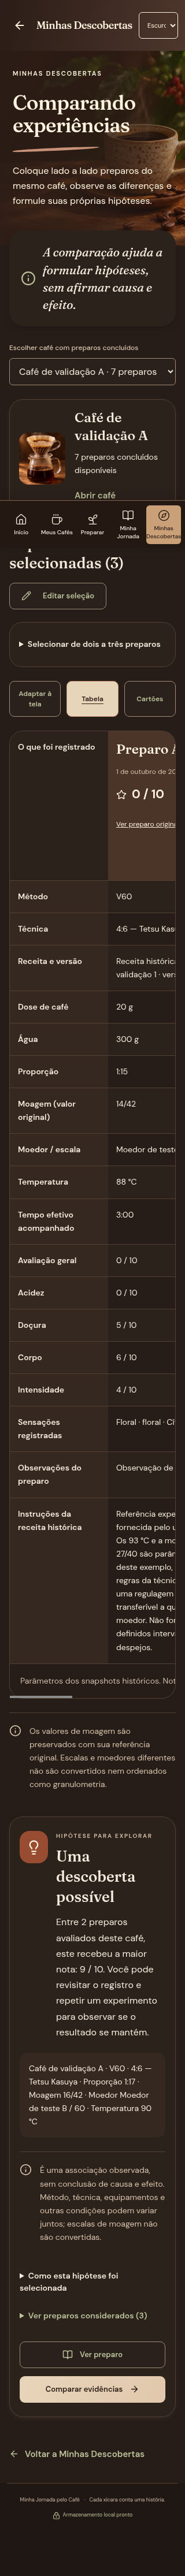 Minhas Descobertas
Escuro
MINHAS DESCOBERTAS
Comparando
experiências
Coloque lado a lado preparos do
mesmo café, observe as diferenças e
formule suas próprias hipóteses.
A comparação ajuda a
formular hipóteses,
sem afirmar causa e
efeito.
Escolher café com preparos concluídos
Café de validação A · 7 preparos
Café de
validação A
7 preparos concluídos
disponíveis
Abrir café
Início
Meus Cafés
Preparar
Minha
Jornada
Minhas
Descobertas
selecionadas (3)
Editar seleção
Selecionar de dois a três preparos
Adaptar à
tela
Tabela
Cartões
O que foi registrado
Preparo A
1 de outubro de 20
0 / 10
Ver preparo origin
Método
V60
Técnica
4:6 — Tetsu Kasu
Receita e versão
Receita histórica
validação 1 · vers
Dose de café
20 g
Água
300 g
Proporção
1:15
Moagem (valor
original)
14/42
Moedor / escala
Moedor de teste
Temperatura
88 °C
Tempo efetivo
acompanhado
3:00
Avaliação geral
0 / 10
Acidez
0 / 10
Doçura
5 / 10
Corpo
6 / 10
Intensidade
4 / 10
Sensações
registradas
Floral · floral · Cí
Observações do
preparo
Observação de
Instruções da
receita histórica
Referência expe
fornecida pelo u
Os 93 °C e a mo
27/40 são parâm
deste exemplo,
regras da técnic
uma regulagem
transferível a qu
moedor. Não for
definidos interv
despejos.
Parâmetros dos snapshots históricos. Not
Os valores de moagem são
preservados com sua referência
original. Escalas e moedores diferentes
não são convertidos nem ordenados
como granulometria.
HIPÓTESE PARA EXPLORAR
Uma
descoberta
possível
Entre 2 preparos
avaliados deste café,
este recebeu a maior
nota: 9 / 10. Você pode
revisitar o registro e
repetir um experimento
para observar se o
resultado se mantém.
Café de validação A · V60 · 4:6 —
Tetsu Kasuya · Proporção 1:17 ·
Moagem 16/42 · Moedor Moedor
de teste B / 60 · Temperatura 90
°C
É uma associação observada,
sem conclusão de causa e efeito.
Método, técnica, equipamentos e
outras condições podem variar
juntos; escalas de moagem não
são convertidas.
Como esta hipótese foi
selecionada
Ver preparos considerados (3)
Ver preparo
Comparar evidências
Voltar a Minhas Descobertas
Minha Jornada pelo Café · Cada xícara conta uma história.
Armazenamento local pronto